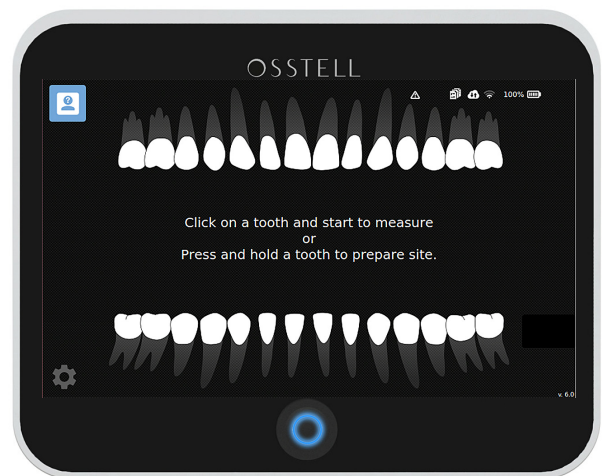 OSSTELL
100%
Click on a tooth and start to measure
or
Press and hold a tooth to prepare site.
v. 6.0